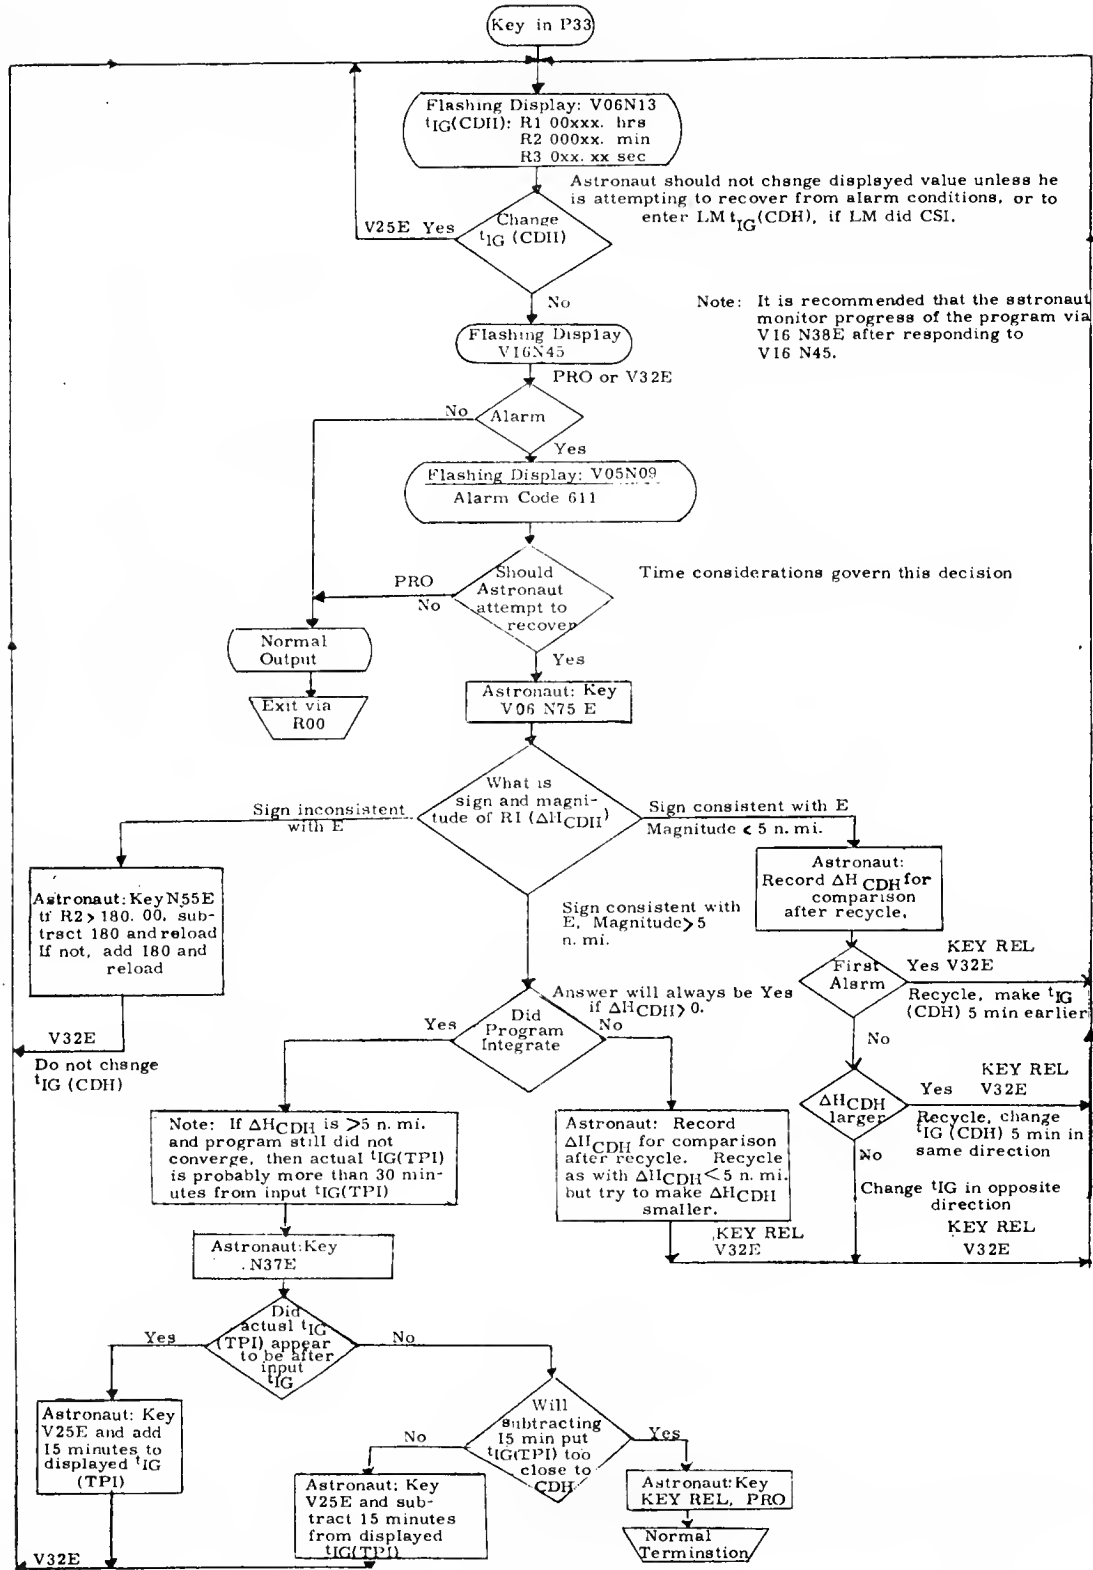 Key in P33
Flashing Display: V06N13
tIG(CDH): R1 00xxx. hrs
R2 000xx. min
R3 0xx. xx sec
Astronaut should not change displayed value unless he
is attempting to recover from alarm conditions, or to
enter LM tIG(CDH), if LM did CSI.
V25E Yes
Change
tIG (CDH)
No
Note: It is recommended that the astronaut
monitor progress of the program via
V16 N38E after responding to
V16 N45.
Flashing Display
V16N45
PRO or V32E
No
Alarm
Yes
Flashing Display: V05N09
Alarm Code 611
PRO
No
Should
Astronaut
attempt to
recover
Time considerations govern this decision
Normal
Output
Yes
Exit via
R00
Astronaut: Key
V06 N75 E
What is
sign and magni-
tude of R1 (ΔHCDH)
Sign inconsistent
with E
Sign consistent with E
Magnitude < 5 n. mi.
Astronaut: Key N55E
If R2 > 180. 00, sub-
tract 180 and reload
If not, add 180 and
reload
Astronaut:
Record ΔHCDH for
comparison
after recycle.
Sign consistent with
E, Magnitude > 5
n. mi.
First
Alarm
KEY REL
Yes V32E
Recycle, make tIG
(CDH) 5 min earlier
V32E
Do not change
tIG (CDH)
Answer will always be Yes
if ΔHCDH > 0.
Yes
Did
Program
Integrate
No
No
ΔHCDH
larger
KEY REL
Yes V32E
Recycle, change
tIG (CDH) 5 min in
same direction
Note: If ΔHCDH is >5 n. mi.
and program still did not
converge, then actual tIG(TPI)
is probably more than 30 min-
utes from input tIG(TPI)
Astronaut: Record
ΔHCDH for comparison
after recycle. Recycle
as with ΔHCDH < 5 n. mi.
but try to make ΔHCDH
smaller.
No
Change tIG in opposite
direction
KEY REL
V32E
KEY REL
V32E
Astronaut: Key
N37E
Did
actual tIG
(TPI) appear
to be after
input
tIG
Yes
No
Astronaut: Key
V25E and add
15 minutes to
displayed tIG
(TPI)
Will
subtracting
15 min put
tIG(TPI) too
close to
CDH
No
Yes
Astronaut: Key
V25E and sub-
tract 15 minutes
from displayed
tIG(TPI)
Astronaut: Key
KEY REL, PRO
Normal
Termination
V32E